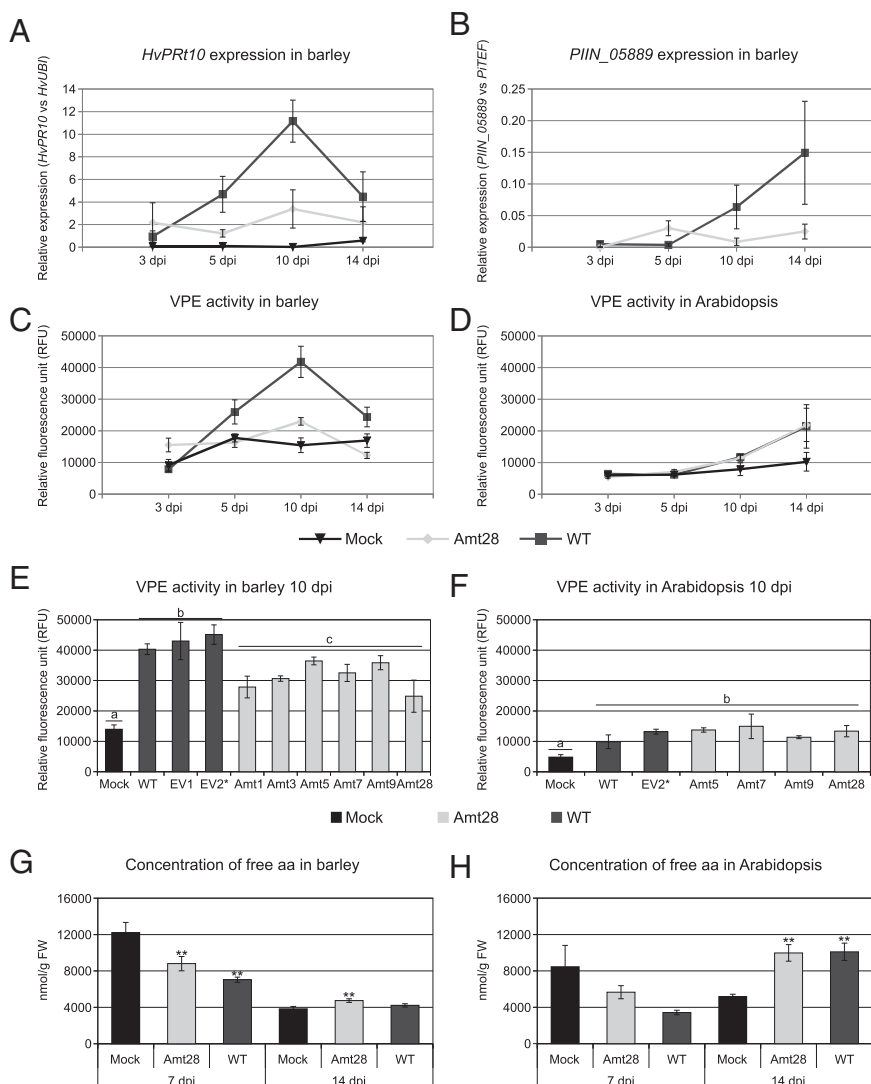 A
HvPRt10 expression in barley
Relative expression (HvPR10 vs HvUBI)
14
12
10
8
6
4
2
0
3 dpi 5 dpi 10 dpi 14 dpi
B
PIIN_05889 expression in barley
Relative expression (PIIN_05889 vs PiTEF)
0.25
0.20
0.15
0.10
0.05
0
3 dpi 5 dpi 10 dpi 14 dpi
C
VPE activity in barley
Relative fluorescence unit (RFU)
50000
40000
30000
20000
10000
0
3 dpi 5 dpi 10 dpi 14 dpi
D
VPE activity in Arabidopsis
Relative fluorescence unit (RFU)
50000
40000
30000
20000
10000
0
3 dpi 5 dpi 10 dpi 14 dpi
Mock Amt28 WT
E
VPE activity in barley 10 dpi
Relative fluorescence unit (RFU)
50000
40000
30000
20000
10000
0
a
b
c
Mock WT EV1 EV2* Amt1 Amt3 Amt5 Amt7 Amt9 Amt28
F
VPE activity in Arabidopsis 10 dpi
Relative fluorescence unit (RFU)
50000
40000
30000
20000
10000
0
a
b
Mock WT EV2* Amt5 Amt7 Amt9 Amt28
Mock Amt28 WT
G
Concentration of free aa in barley
nmol/g FW
16000
12000
8000
4000
0
** ** **
Mock Amt28 WT Mock Amt28 WT
7 dpi 14 dpi
H
Concentration of free aa in Arabidopsis
nmol/g FW
16000
12000
8000
4000
0
** **
Mock Amt28 WT Mock Amt28 WT
7 dpi 14 dpi